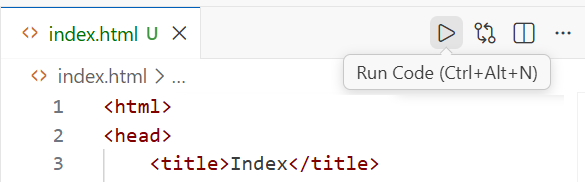 <> index.html U
Run Code (Ctrl+Alt+N)
<> index.html > ...
1 <html>
2 <head>
3 <title>Index</title>